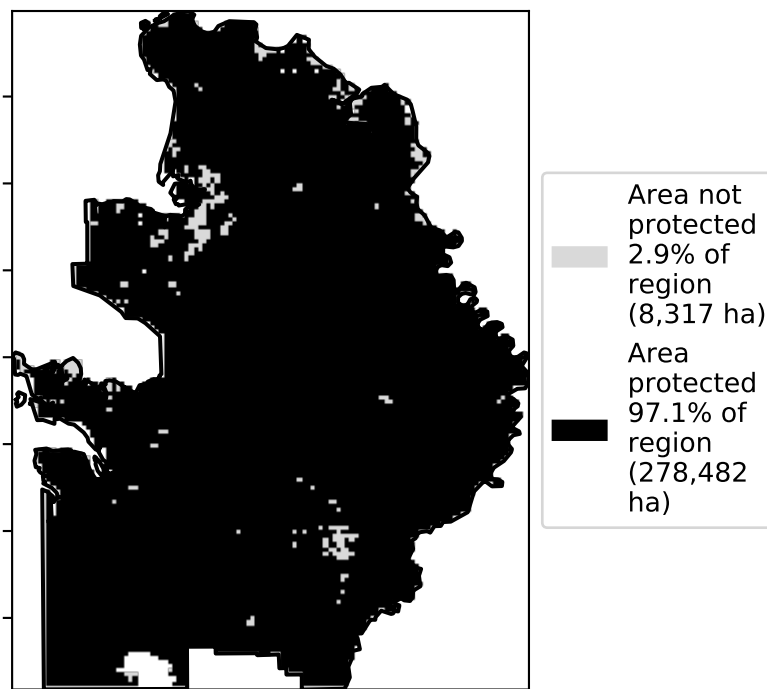 Area not
protected
2.9% of
region
(8,317 ha)
Area
protected
97.1% of
region
(278,482
ha)